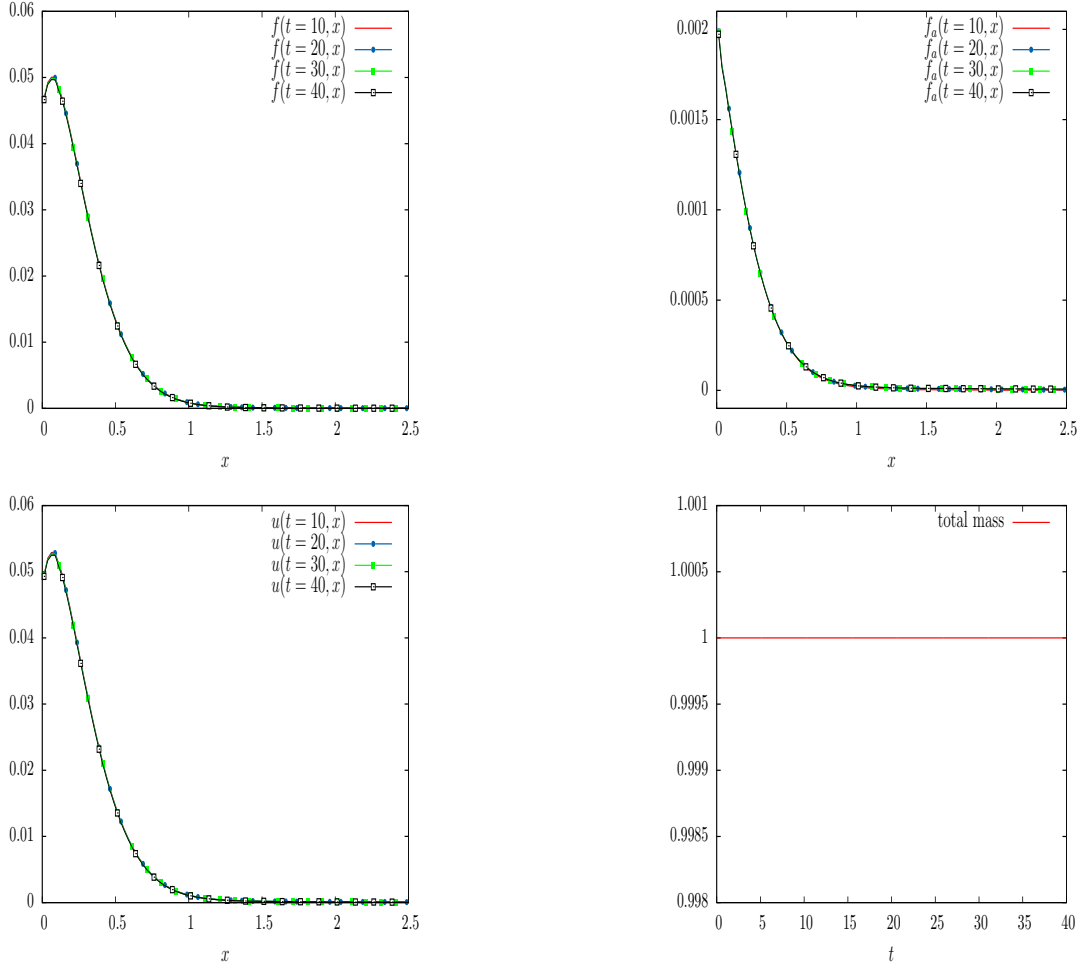 0.06
0.05
0.04
0.03
0.02
0.01
0
0 0.5 1 1.5 2 2.5
x
f(t = 10, x)
f(t = 20, x)
f(t = 30, x)
f(t = 40, x)
0.002
0.0015
0.001
0.0005
0
0 0.5 1 1.5 2 2.5
x
f_a(t = 10, x)
f_a(t = 20, x)
f_a(t = 30, x)
f_a(t = 40, x)
0.06
0.05
0.04
0.03
0.02
0.01
0
0 0.5 1 1.5 2 2.5
x
u(t = 10, x)
u(t = 20, x)
u(t = 30, x)
u(t = 40, x)
1.001
1.0005
1
0.9995
0.999
0.9985
0.998
0 5 10 15 20 25 30 35 40
t
total mass